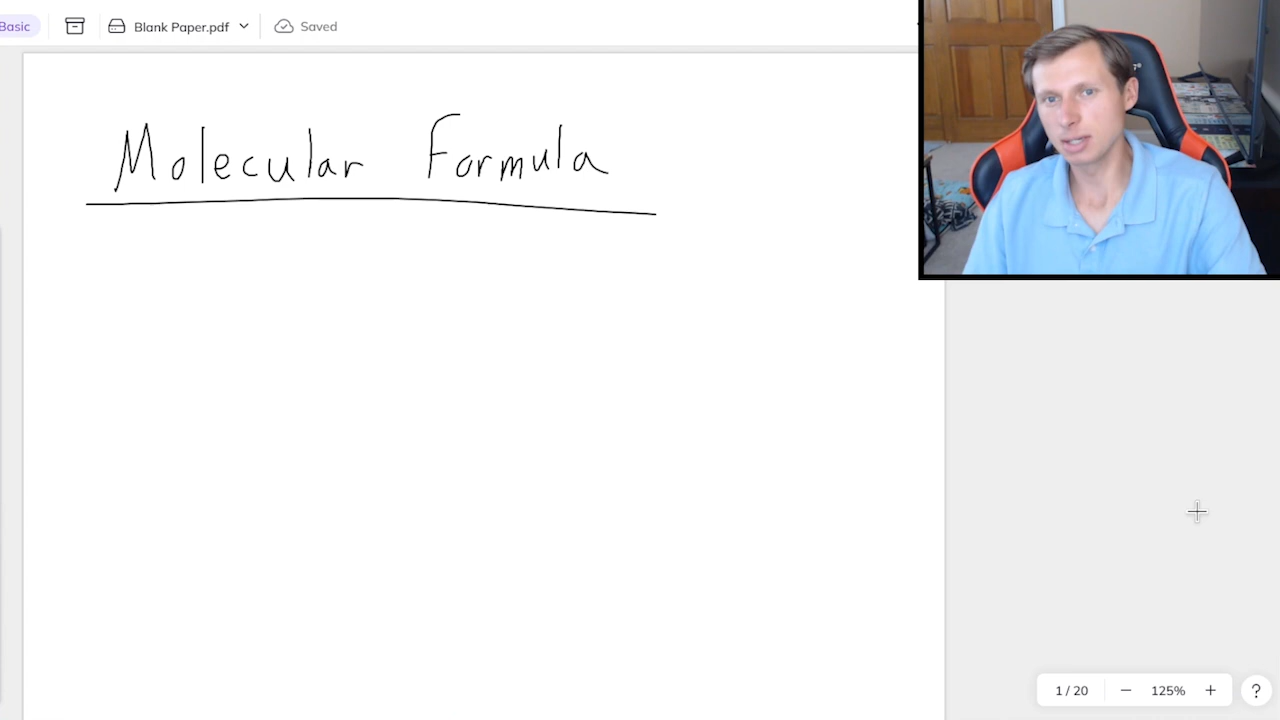 Basic Blank Paper.pdf Saved
Molecular Formula
1 / 20 − 125% + ?